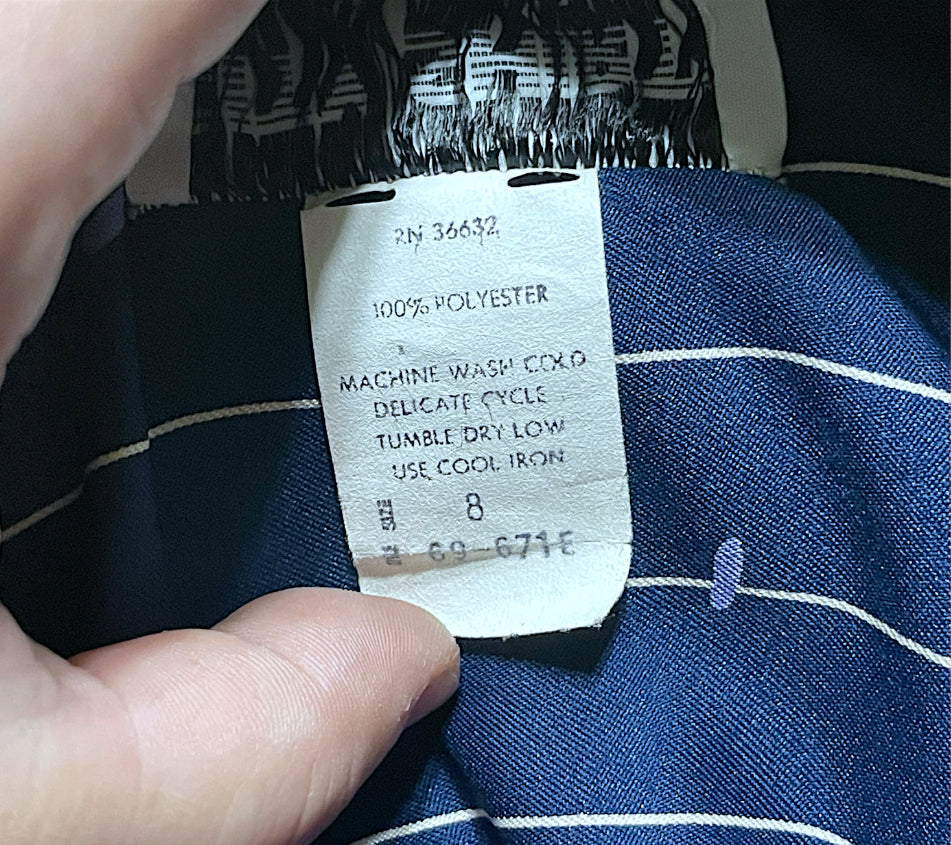 RN 36632
100% POLYESTER
MACHINE WASH COLD
DELICATE CYCLE
TUMBLE DRY LOW
USE COOL IRON
SIZE 8
69-671E